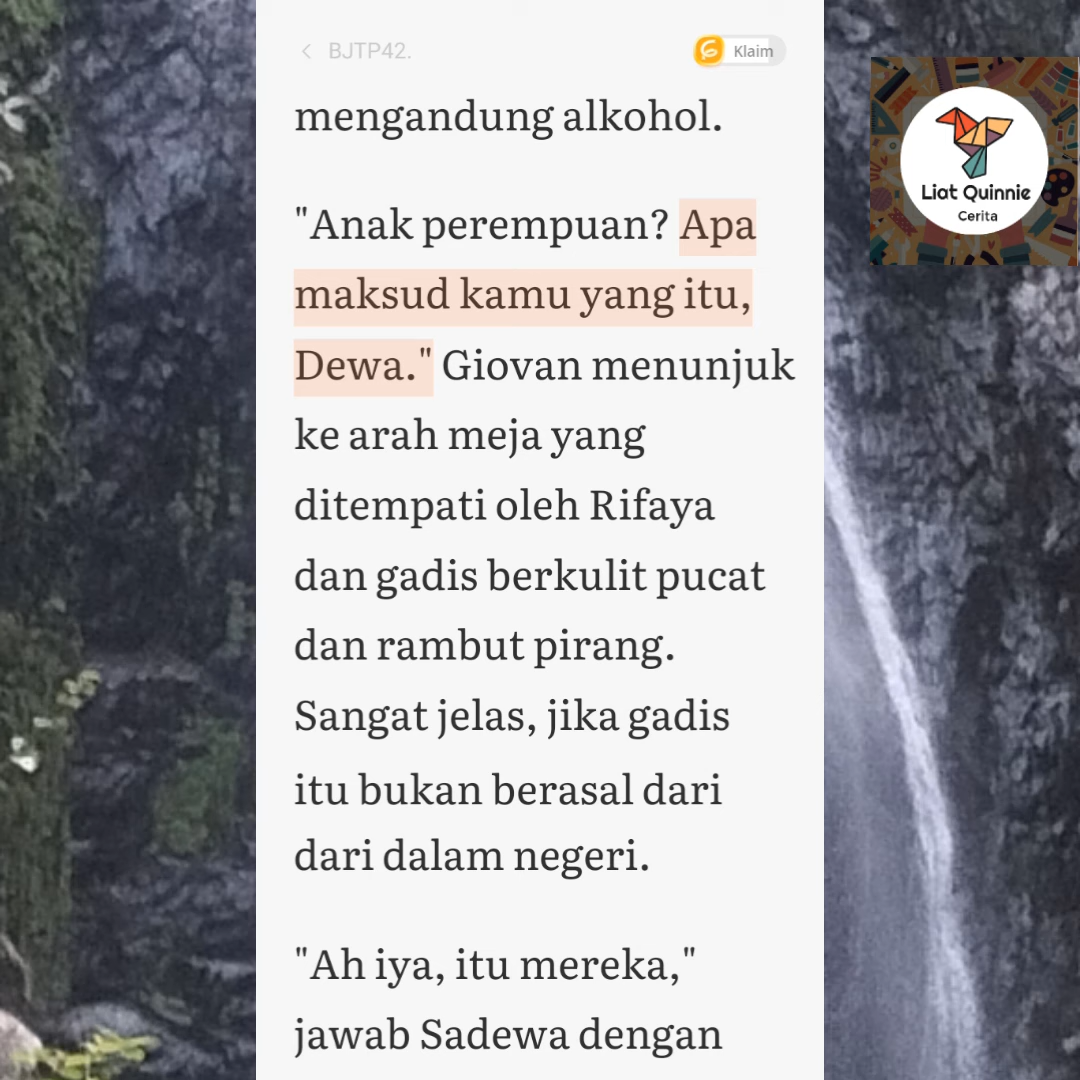 BJTP42.
Klaim
mengandung alkohol.
"Anak perempuan? Apa
maksud kamu yang itu,
Dewa." Giovan menunjuk
ke arah meja yang
ditempati oleh Rifaya
dan gadis berkulit pucat
dan rambut pirang.
Sangat jelas, jika gadis
itu bukan berasal dari
dari dalam negeri.
"Ah iya, itu mereka,"
jawab Sadewa dengan
Liat Quinnie
Cerita